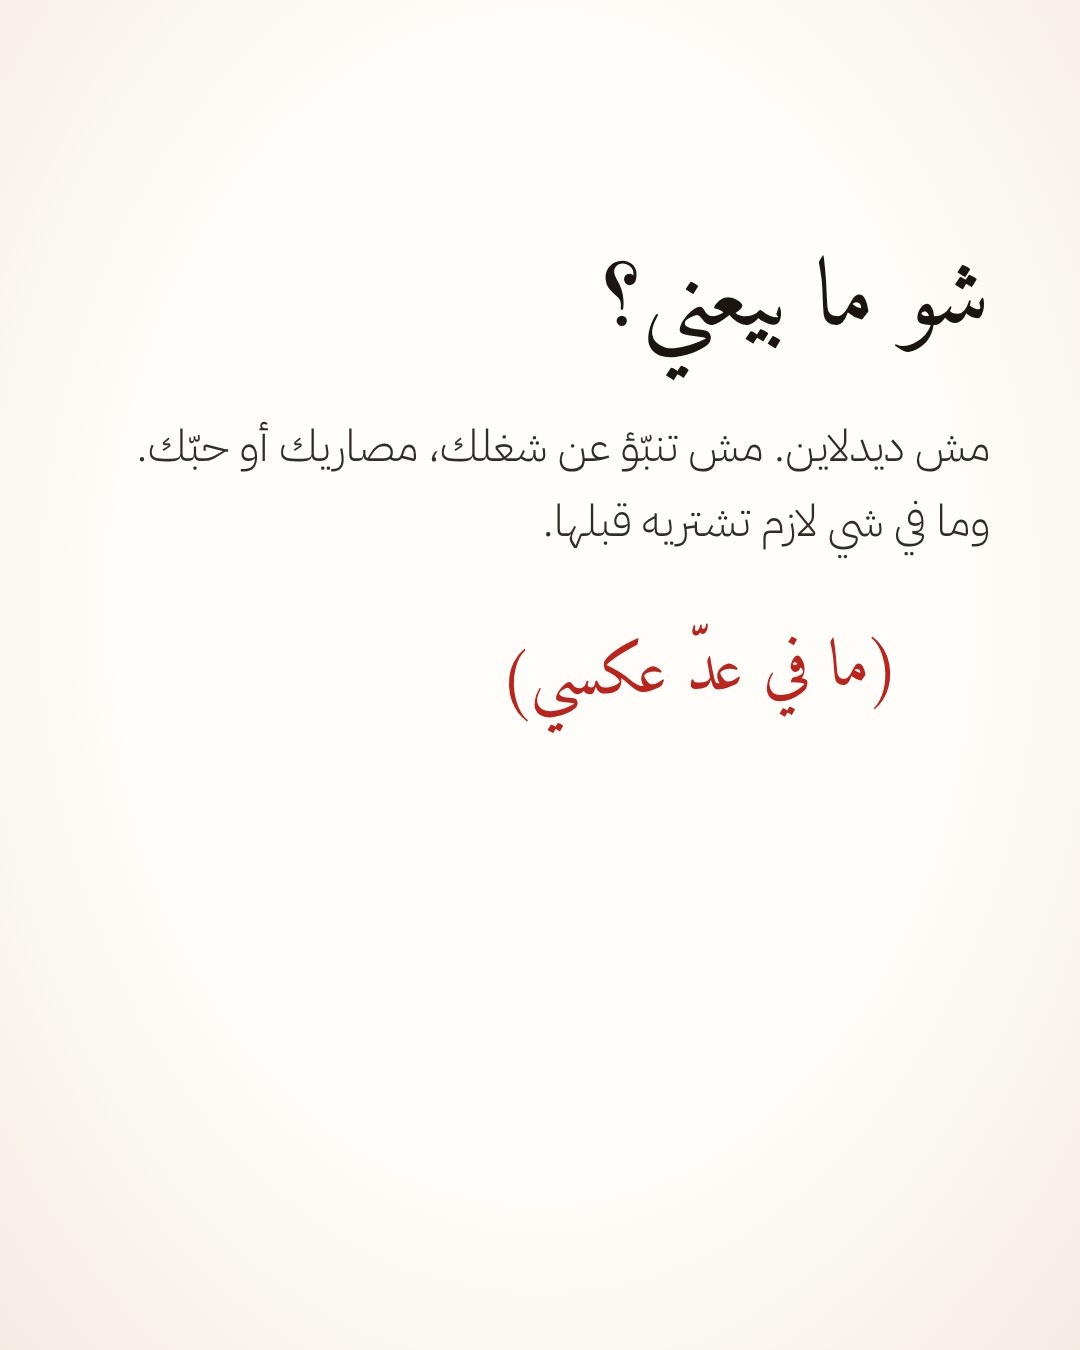 شو ما بيعني؟
مش ديدلاين. مش تنبّؤ عن شغلك، مصاريك أو حبّك.
وما في شي لازم تشتريه قبلها.
(ما في عدّ عكسي)